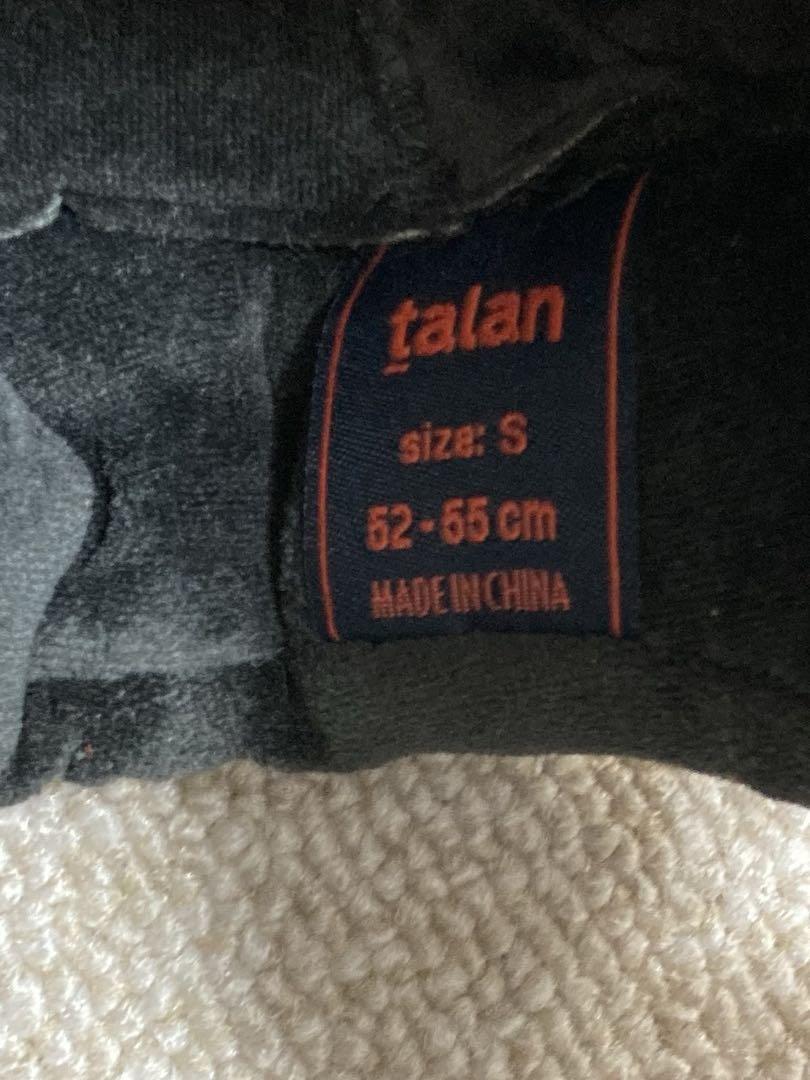 talan
size: S
52-55 cm
MADE IN CHINA